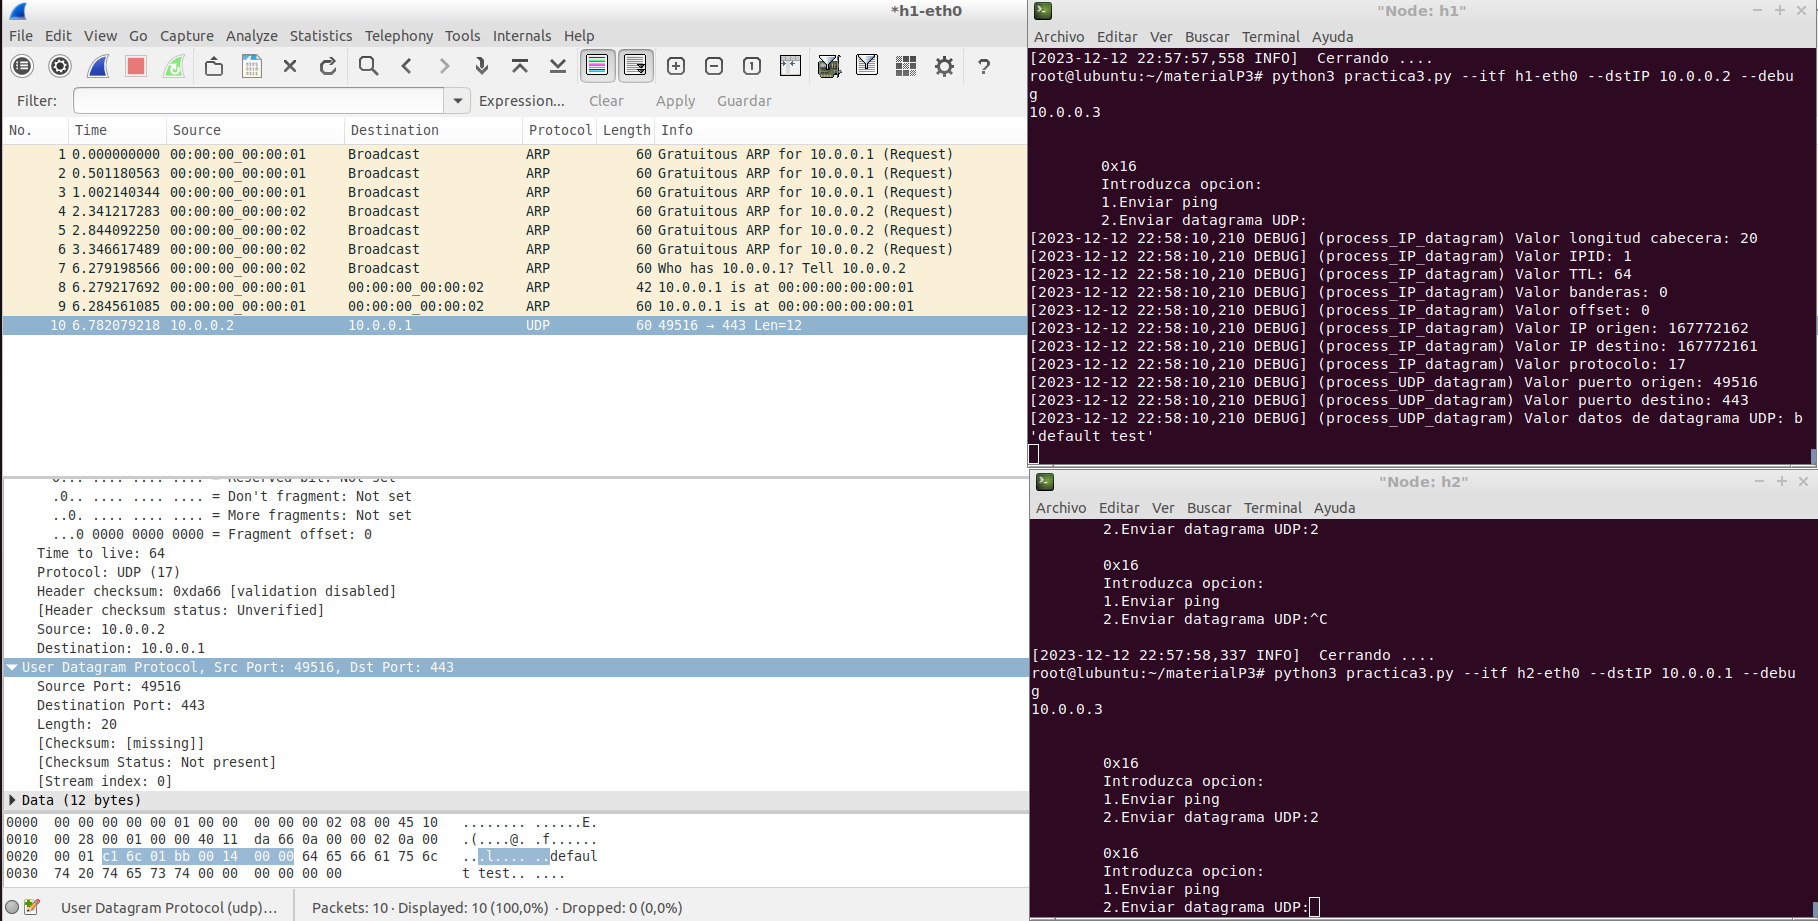 *h1-eth0
File Edit View Go Capture Analyze Statistics Telephony Tools Internals Help
Filter: Expression... Clear Apply Guardar
No. Time Source Destination Protocol Length Info
1 0.000000000 00:00:00_00:00:01 Broadcast ARP 60 Gratuitous ARP for 10.0.0.1 (Request)
2 0.501180563 00:00:00_00:00:01 Broadcast ARP 60 Gratuitous ARP for 10.0.0.1 (Request)
3 1.002140344 00:00:00_00:00:01 Broadcast ARP 60 Gratuitous ARP for 10.0.0.1 (Request)
4 2.341217283 00:00:00_00:00:02 Broadcast ARP 60 Gratuitous ARP for 10.0.0.2 (Request)
5 2.844092250 00:00:00_00:00:02 Broadcast ARP 60 Gratuitous ARP for 10.0.0.2 (Request)
6 3.346617489 00:00:00_00:00:02 Broadcast ARP 60 Gratuitous ARP for 10.0.0.2 (Request)
7 6.279198566 00:00:00_00:00:02 Broadcast ARP 60 Who has 10.0.0.1? Tell 10.0.0.2
8 6.279217692 00:00:00_00:00:01 00:00:00_00:00:02 ARP 42 10.0.0.1 is at 00:00:00:00:00:01
9 6.284561085 00:00:00_00:00:01 00:00:00_00:00:02 ARP 60 10.0.0.1 is at 00:00:00:00:00:01
10 6.782079218 10.0.0.2 10.0.0.1 UDP 60 49516 → 443 Len=12
0... .... .... .... = Reserved bit: Not set
.0.. .... .... .... = Don't fragment: Not set
..0. .... .... .... = More fragments: Not set
...0 0000 0000 0000 = Fragment offset: 0
Time to live: 64
Protocol: UDP (17)
Header checksum: 0xda66 [validation disabled]
[Header checksum status: Unverified]
Source: 10.0.0.2
Destination: 10.0.0.1
User Datagram Protocol, Src Port: 49516, Dst Port: 443
Source Port: 49516
Destination Port: 443
Length: 20
[Checksum: [missing]]
[Checksum Status: Not present]
[Stream index: 0]
Data (12 bytes)
0000 00 00 00 00 00 01 00 00 00 00 00 02 08 00 45 10 ........ ......E.
0010 00 28 00 01 00 00 40 11 da 66 0a 00 00 02 0a 00 .(....@. .f......
0020 00 01 c1 6c 01 bb 00 14 00 00 64 65 66 61 75 6c ...l.... ..defaul
0030 74 20 74 65 73 74 00 00 00 00 00 00 t test.. ....
User Datagram Protocol (udp)... Packets: 10 · Displayed: 10 (100,0%) · Dropped: 0 (0,0%)
"Node: h1"
Archivo Editar Ver Buscar Terminal Ayuda
[2023-12-12 22:57:57,558 INFO] Cerrando ....
root@lubuntu:~/materialP3# python3 practica3.py --itf h1-eth0 --dstIP 10.0.0.2 --debu
g
10.0.0.3
0x16
Introduzca opcion:
1.Enviar ping
2.Enviar datagrama UDP:
[2023-12-12 22:58:10,210 DEBUG] (process_IP_datagram) Valor longitud cabecera: 20
[2023-12-12 22:58:10,210 DEBUG] (process_IP_datagram) Valor IPID: 1
[2023-12-12 22:58:10,210 DEBUG] (process_IP_datagram) Valor TTL: 64
[2023-12-12 22:58:10,210 DEBUG] (process_IP_datagram) Valor banderas: 0
[2023-12-12 22:58:10,210 DEBUG] (process_IP_datagram) Valor offset: 0
[2023-12-12 22:58:10,210 DEBUG] (process_IP_datagram) Valor IP origen: 167772162
[2023-12-12 22:58:10,210 DEBUG] (process_IP_datagram) Valor IP destino: 167772161
[2023-12-12 22:58:10,210 DEBUG] (process_IP_datagram) Valor protocolo: 17
[2023-12-12 22:58:10,210 DEBUG] (process_UDP_datagram) Valor puerto origen: 49516
[2023-12-12 22:58:10,210 DEBUG] (process_UDP_datagram) Valor puerto destino: 443
[2023-12-12 22:58:10,210 DEBUG] (process_UDP_datagram) Valor datos de datagrama UDP: b
'default test'
"Node: h2"
Archivo Editar Ver Buscar Terminal Ayuda
2.Enviar datagrama UDP:2
0x16
Introduzca opcion:
1.Enviar ping
2.Enviar datagrama UDP:^C
[2023-12-12 22:57:58,337 INFO] Cerrando ....
root@lubuntu:~/materialP3# python3 practica3.py --itf h2-eth0 --dstIP 10.0.0.1 --debu
g
10.0.0.3
0x16
Introduzca opcion:
1.Enviar ping
2.Enviar datagrama UDP:2
0x16
Introduzca opcion:
1.Enviar ping
2.Enviar datagrama UDP: